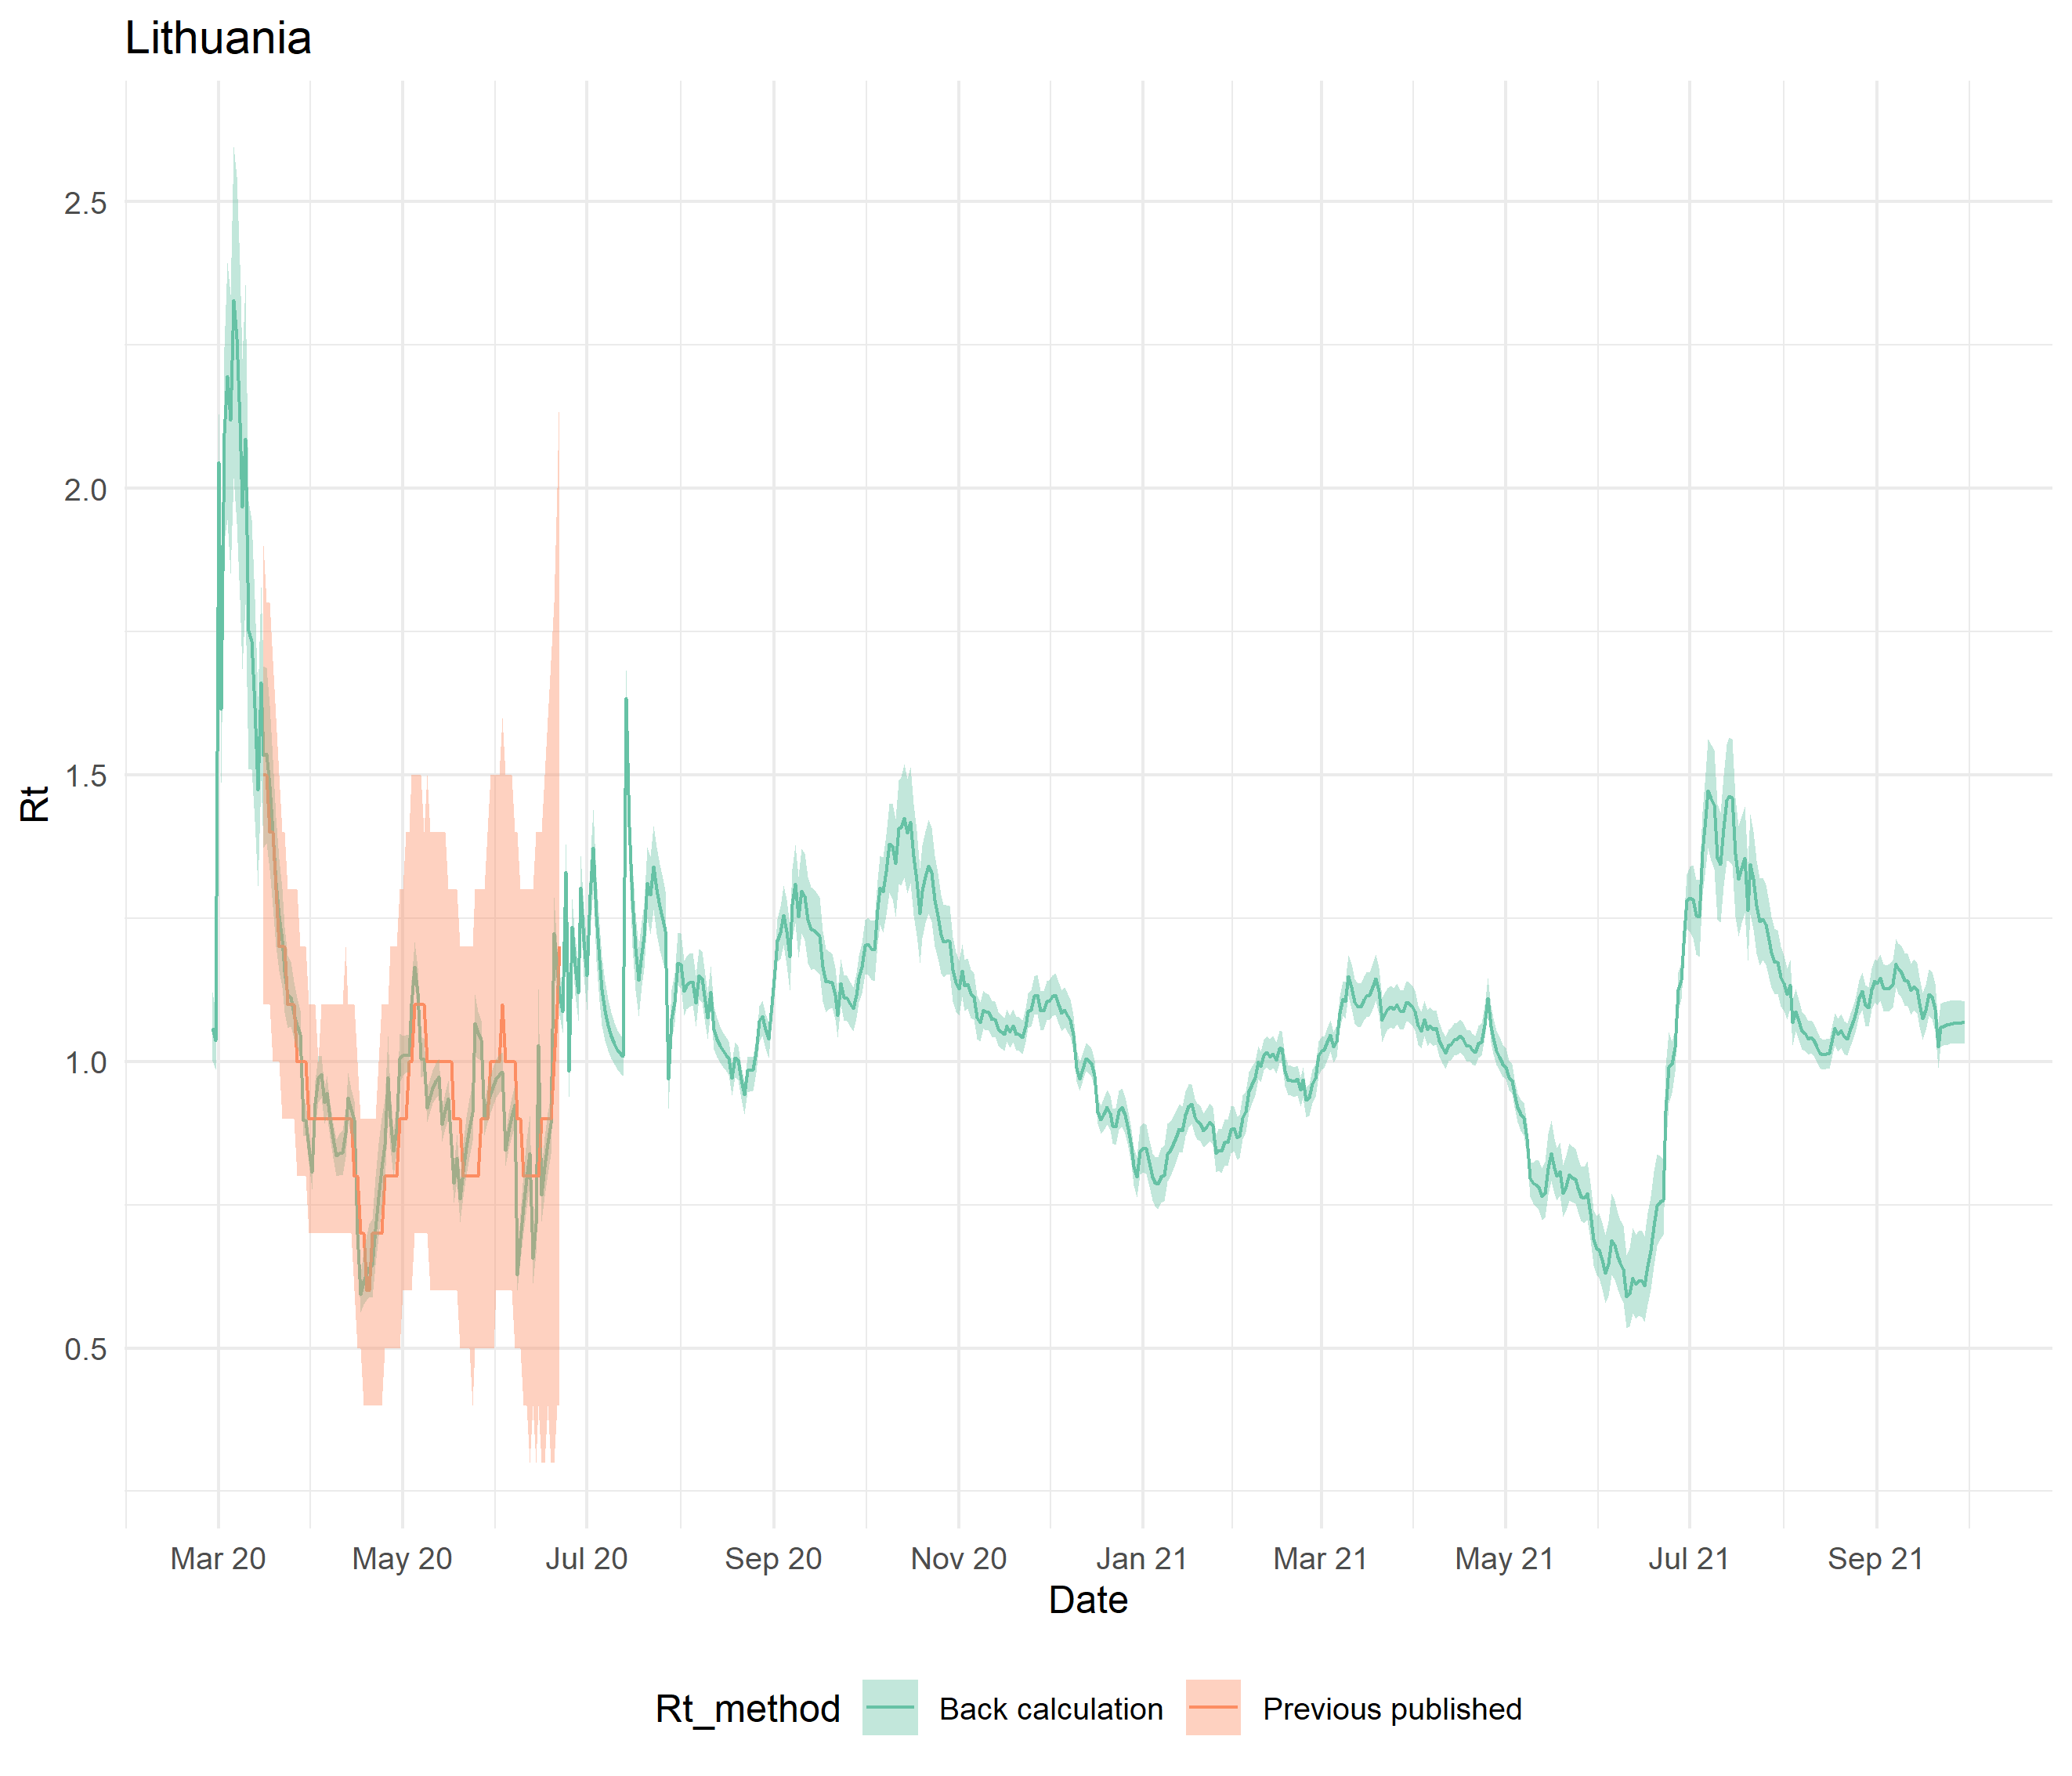 Lithuania
2.5
2.0
1.5
1.0
0.5
Rt
Mar 20 May 20 Jul 20 Sep 20 Nov 20 Jan 21 Mar 21 May 21 Jul 21 Sep 21
Date
Rt_method Back calculation Previous published